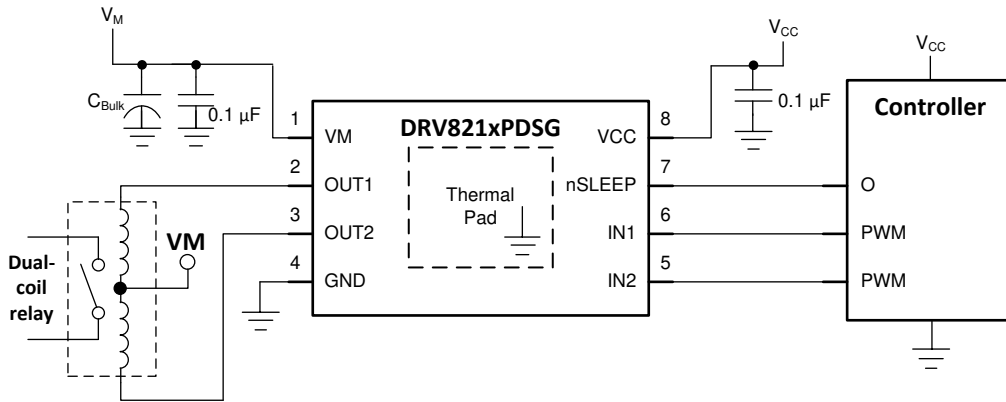 V_M
C_Bulk
0.1 µF
V_CC
0.1 µF
V_CC
Controller
DRV821xPDSG
1
VM
8
VCC
2
OUT1
7
nSLEEP
O
3
OUT2
6
IN1
PWM
4
GND
5
IN2
PWM
Thermal
Pad
VM
Dual-
coil
relay